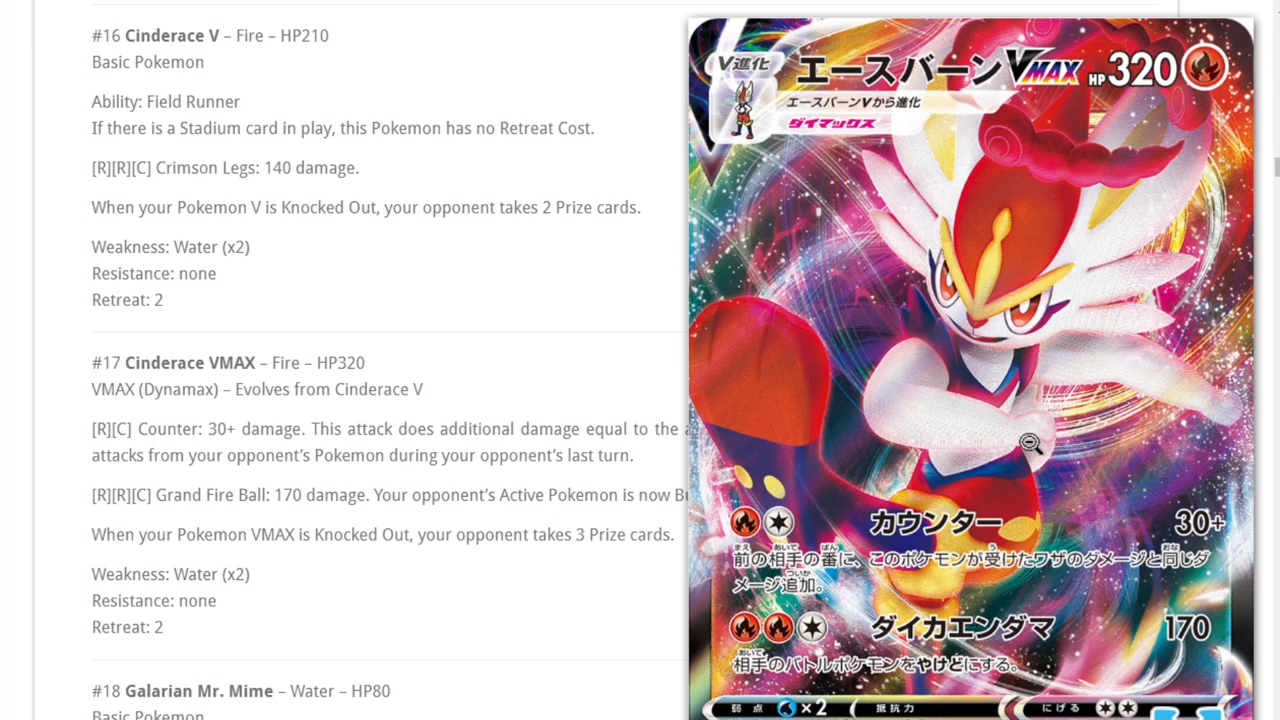 #16 Cinderace V – Fire – HP210
Basic Pokemon
Ability: Field Runner
If there is a Stadium card in play, this Pokemon has no Retreat Cost.
[R][R][C] Crimson Legs: 140 damage.
When your Pokemon V is Knocked Out, your opponent takes 2 Prize cards.
Weakness: Water (x2)
Resistance: none
Retreat: 2
#17 Cinderace VMAX – Fire – HP320
VMAX (Dynamax) – Evolves from Cinderace V
[R][C] Counter: 30+ damage. This attack does additional damage equal to the
attacks from your opponent's Pokemon during your opponent's last turn.
[R][R][C] Grand Fire Ball: 170 damage. Your opponent's Active Pokemon is now
When your Pokemon VMAX is Knocked Out, your opponent takes 3 Prize cards.
Weakness: Water (x2)
Resistance: none
Retreat: 2
#18 Galarian Mr. Mime – Water – HP80
Basic Pokemon
V進化 エースバーンVMAX HP 320
エースバーンVから進化
ダイマックス
カウンター 30+
前の相手の番に、このポケモンが受けたワザのダメージと同じダ
メージ追加。
ダイカエンダマ 170
相手のバトルポケモンをやけどにする。
弱点 ×2 抵抗力 にげる